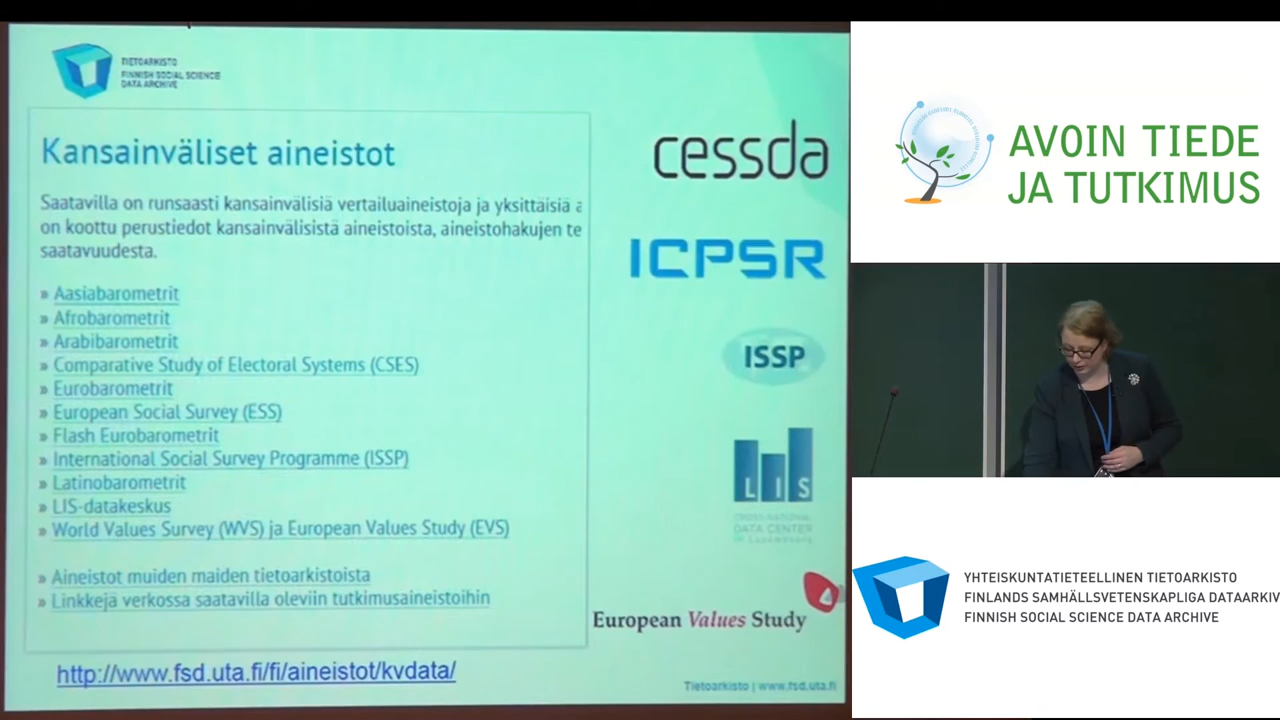 TIETOARKISTO
FINNISH SOCIAL SCIENCE
DATA ARCHIVE
Kansainväliset aineistot
Saatavilla on runsaasti kansainvälisiä vertailuaineistoja ja yksittäisiä a
on koottu perustiedot kansainvälisistä aineistoista, aineistohakujen te
saatavuudesta.
» Aasiabarometrit
» Afrobarometrit
» Arabibarometrit
» Comparative Study of Electoral Systems (CSES)
» Eurobarometrit
» European Social Survey (ESS)
» Flash Eurobarometrit
» International Social Survey Programme (ISSP)
» Latinobarometrit
» LIS-datakeskus
» World Values Survey (WVS) ja European Values Study (EVS)
» Aineistot muiden maiden tietoarkistoista
» Linkkejä verkossa saatavilla oleviin tutkimusaineistoihin
http://www.fsd.uta.fi/fi/aineistot/kvdata/
cessda
ICPSR
ISSP
LIS
CROSS-NATIONAL
DATA CENTER
in Luxembourg
European Values Study
Tietoarkisto | www.fsd.uta.fi
AVOIN TIEDE
JA TUTKIMUS
YHTEISKUNTATIETEELLINEN TIETOARKISTO
FINLANDS SAMHÄLLSVETENSKAPLIGA DATAARKIV
FINNISH SOCIAL SCIENCE DATA ARCHIVE